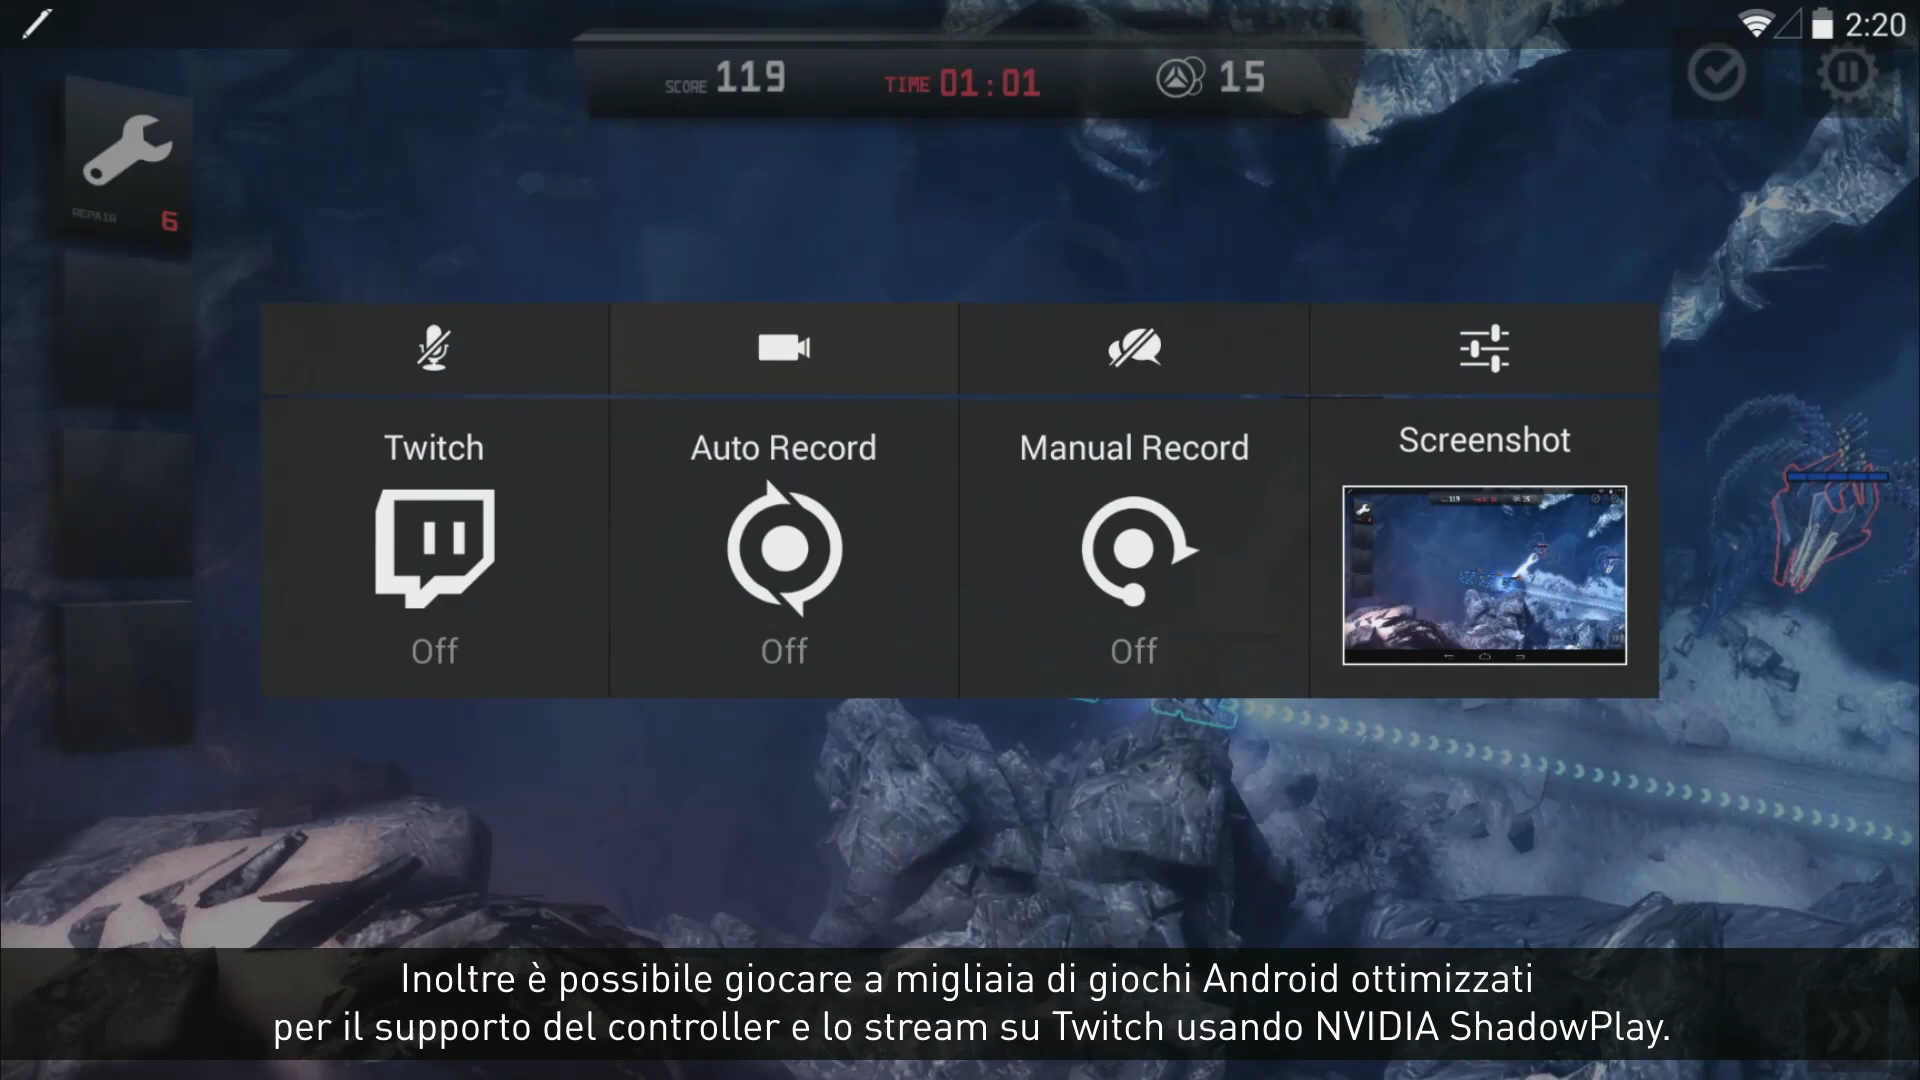 2:20
SCORE 119
TIME 01:01
15
REPAIR 6
Twitch
Auto Record
Manual Record
Screenshot
Off
Off
Off
Inoltre è possibile giocare a migliaia di giochi Android ottimizzati
per il supporto del controller e lo stream su Twitch usando NVIDIA ShadowPlay.